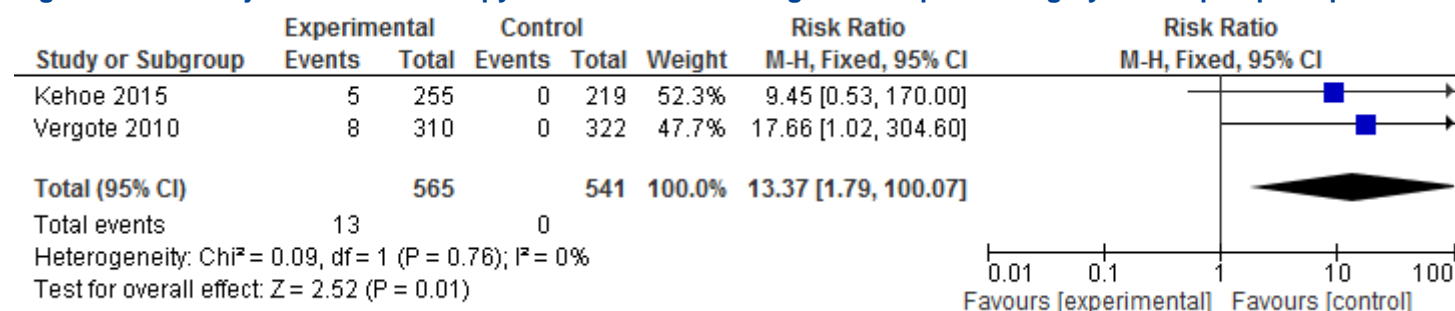 Experimental Control Risk Ratio Risk Ratio
Study or Subgroup Events Total Events Total Weight M-H, Fixed, 95% CI M-H, Fixed, 95% CI
Kehoe 2015 5 255 0 219 52.3% 9.45 [0.53, 170.00]
Vergote 2010 8 310 0 322 47.7% 17.66 [1.02, 304.60]
Total (95% CI) 565 541 100.0% 13.37 [1.79, 100.07]
Total events 13 0
Heterogeneity: Chi² = 0.09, df = 1 (P = 0.76); I² = 0%
Test for overall effect: Z = 2.52 (P = 0.01)
0.01 0.1 1 10 100
Favours [experimental] Favours [control]